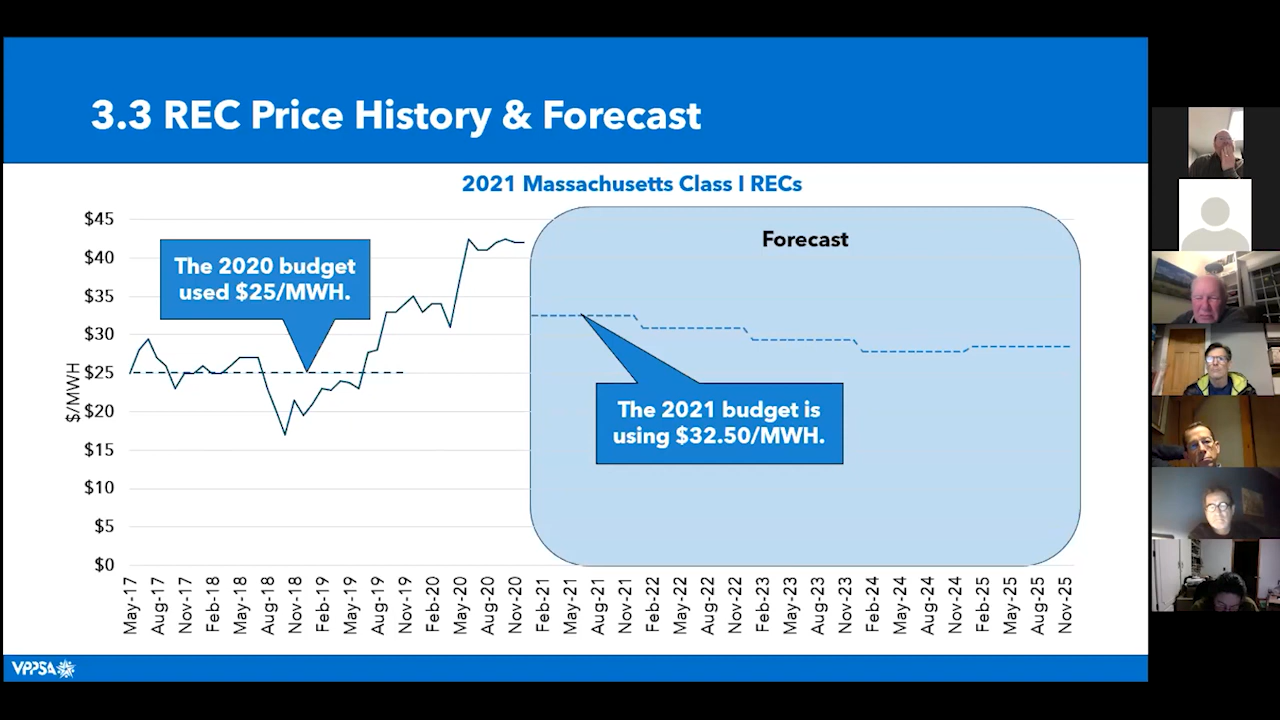 3.3 REC Price History & Forecast
2021 Massachusetts Class I RECs
$45
$40
$35
$30
$25
$20
$15
$10
$5
$0
$/MWH
The 2020 budget
used $25/MWH.
Forecast
The 2021 budget is
using $32.50/MWH.
May-17
Aug-17
Nov-17
Feb-18
May-18
Aug-18
Nov-18
Feb-19
May-19
Aug-19
Nov-19
Feb-20
May-20
Aug-20
Nov-20
Feb-21
May-21
Aug-21
Nov-21
Feb-22
May-22
Aug-22
Nov-22
Feb-23
May-23
Aug-23
Nov-23
Feb-24
May-24
Aug-24
Nov-24
Feb-25
May-25
Aug-25
Nov-25
VPPSA